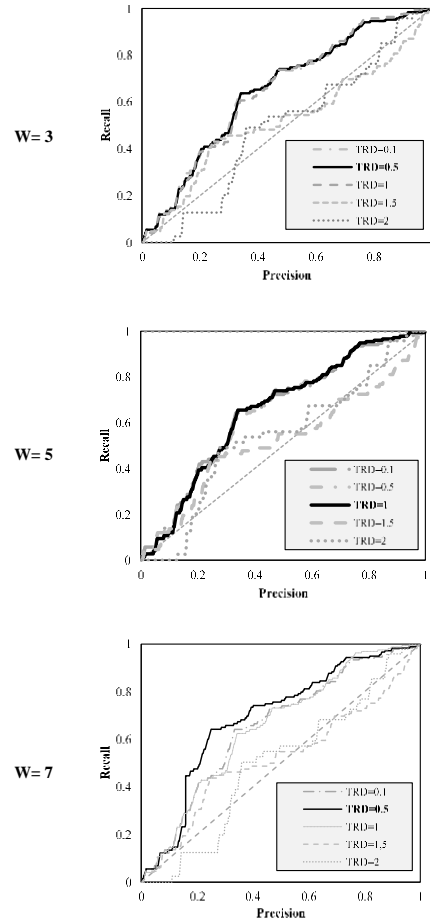 1
0.8
W= 3
Recall
0.6
0.4
0.2
0
TRD=0.1
TRD=0.5
TRD=1
TRD=1.5
TRD=2
0 0.2 0.4 0.6 0.8
Precision
1
0.8
W= 5
Recall
0.6
0.4
0.2
0
TRD=0.1
TRD=0.5
TRD=1
TRD=1.5
TRD=2
0 0.2 0.4 0.6 0.8 1
Precision
1
0.8
W= 7
Recall
0.6
0.4
0.2
0
TRD=0.1
TRD=0.5
TRD=1
TRD=1.5
TRD=2
0 0.2 0.4 0.6 0.8 1
Precision